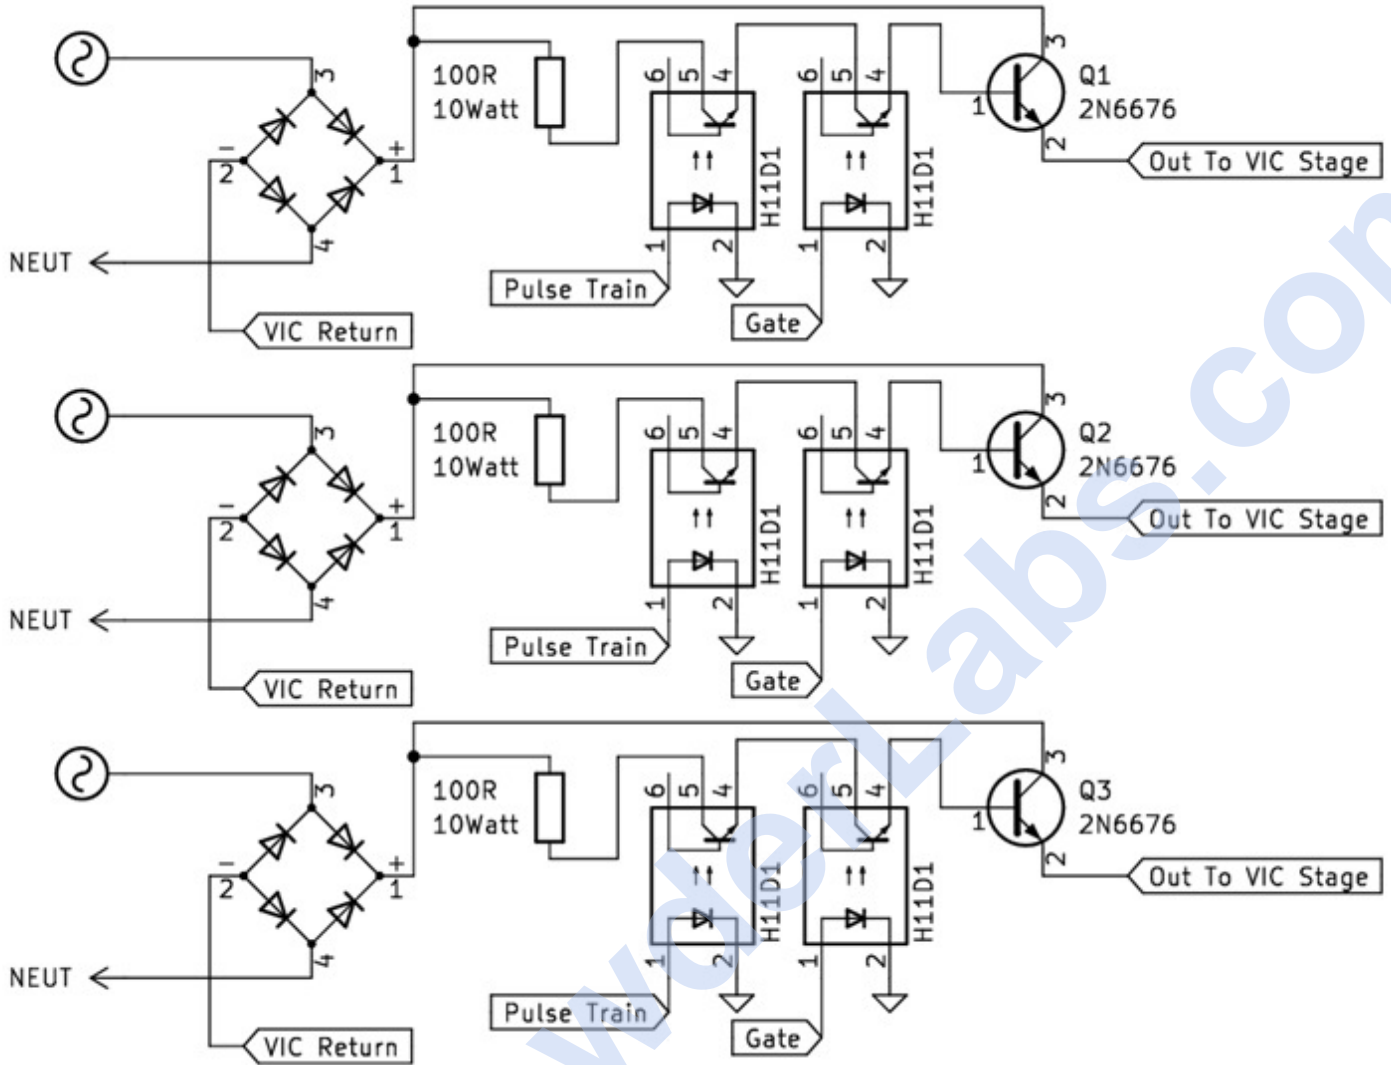 100R
10Watt
3
-
2
+
1
4
NEUT
VIC Return
6 5 4
H11D1
1 2
Pulse Train
6 5 4
H11D1
1 2
Gate
3
1
2
Q1
2N6676
Out To VIC Stage
100R
10Watt
3
-
2
+
1
4
NEUT
VIC Return
6 5 4
H11D1
1 2
Pulse Train
6 5 4
H11D1
1 2
Gate
3
1
2
Q2
2N6676
Out To VIC Stage
100R
10Watt
3
-
2
+
1
4
NEUT
VIC Return
6 5 4
H11D1
1 2
Pulse Train
6 5 4
H11D1
1 2
Gate
3
1
2
Q3
2N6676
Out To VIC Stage